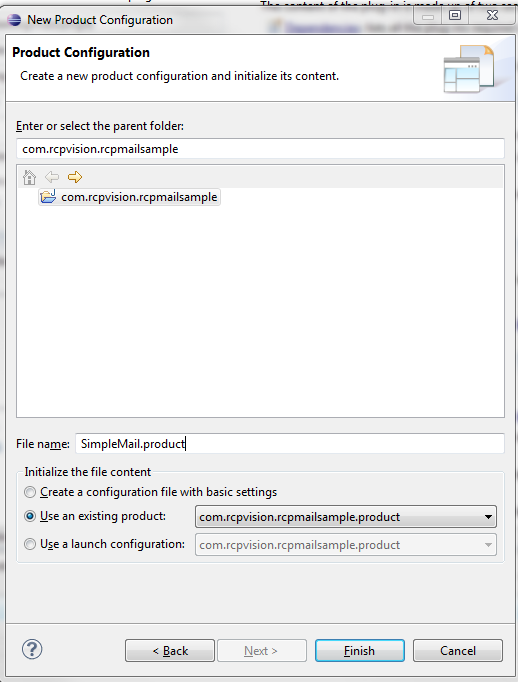 New Product Configuration
Product Configuration
Create a new product configuration and initialize its content.
Enter or select the parent folder:
com.rcpvision.rcpmailsample
com.rcpvision.rcpmailsample
File name: SimpleMail.product
Initialize the file content
Create a configuration file with basic settings
Use an existing product: com.rcpvision.rcpmailsample.product
Use a launch configuration: com.rcpvision.rcpmailsample.product
? < Back Next > Finish Cancel